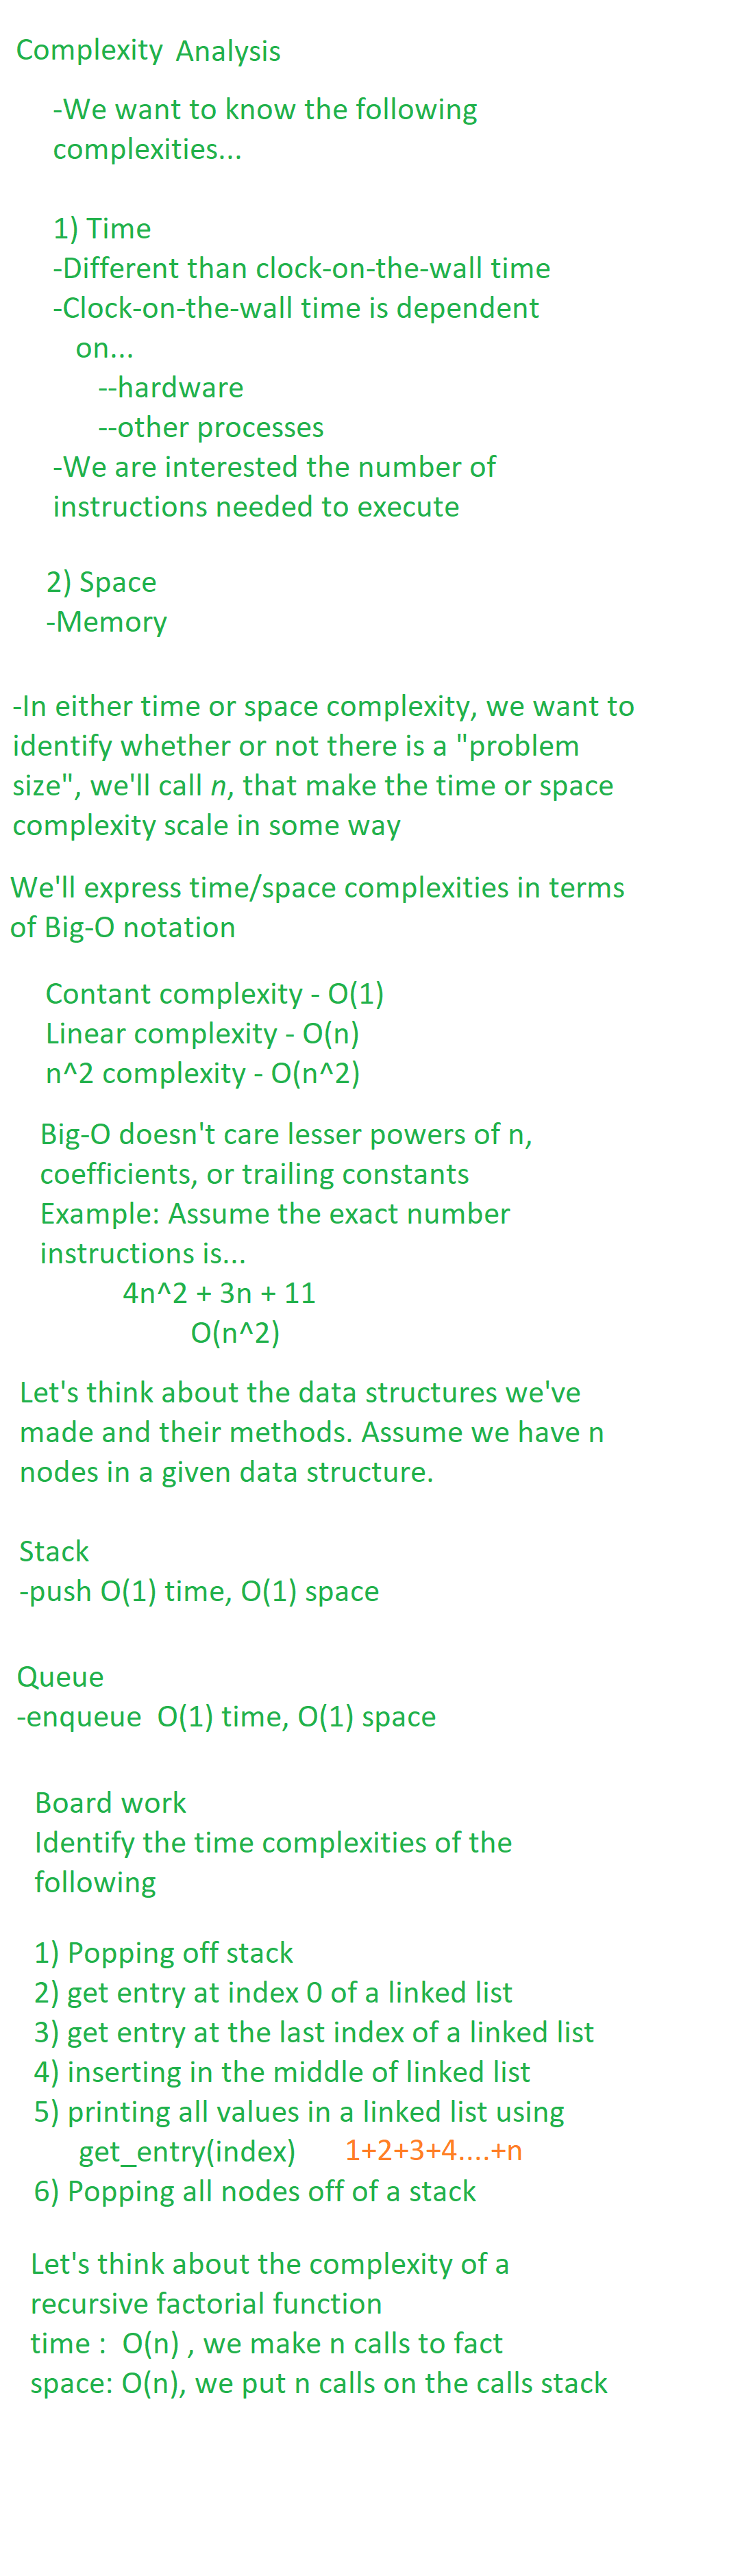 Complexity Analysis
-We want to know the following
complexities...
1) Time
-Different than clock-on-the-wall time
-Clock-on-the-wall time is dependent
on...
--hardware
--other processes
-We are interested the number of
instructions needed to execute
2) Space
-Memory
-In either time or space complexity, we want to
identify whether or not there is a "problem
size", we'll call n, that make the time or space
complexity scale in some way
We'll express time/space complexities in terms
of Big-O notation
Contant complexity - O(1)
Linear complexity - O(n)
n^2 complexity - O(n^2)
Big-O doesn't care lesser powers of n,
coefficients, or trailing constants
Example: Assume the exact number
instructions is...
4n^2 + 3n + 11
O(n^2)
Let's think about the data structures we've
made and their methods. Assume we have n
nodes in a given data structure.
Stack
-push O(1) time, O(1) space
Queue
-enqueue  O(1) time, O(1) space
Board work
Identify the time complexities of the
following
1) Popping off stack
2) get entry at index 0 of a linked list
3) get entry at the last index of a linked list
4) inserting in the middle of linked list
5) printing all values in a linked list using
get_entry(index) 1+2+3+4....+n
6) Popping all nodes off of a stack
Let's think about the complexity of a
recursive factorial function
time :  O(n) , we make n calls to fact
space: O(n), we put n calls on the calls stack